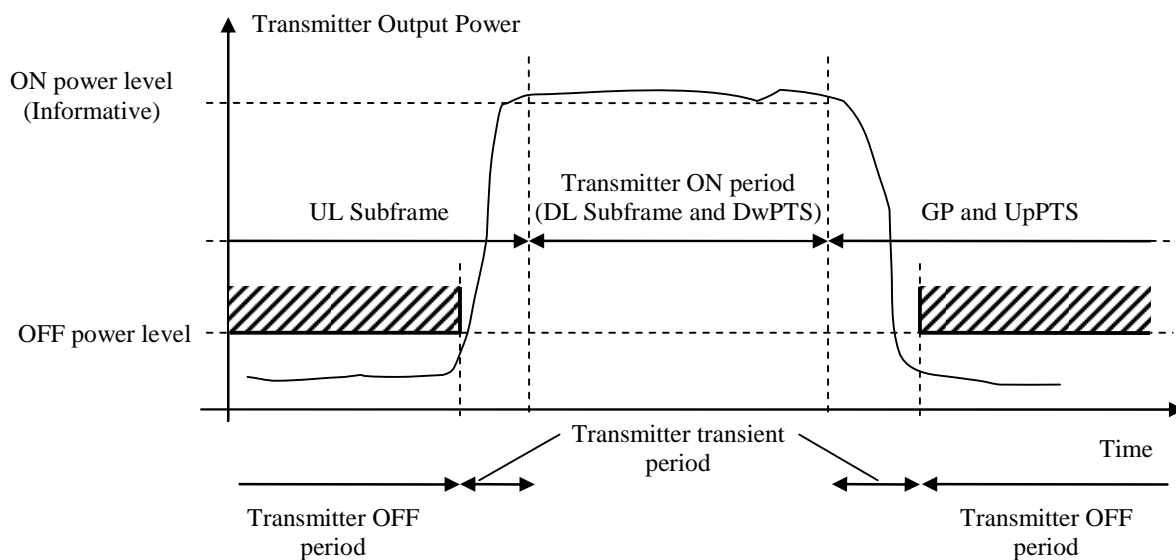 Transmitter Output Power
ON power level
(Informative)
Transmitter ON period
(DL Subframe and DwPTS)
UL Subframe
GP and UpPTS
OFF power level
Transmitter transient
period
Time
Transmitter OFF
period
Transmitter OFF
period